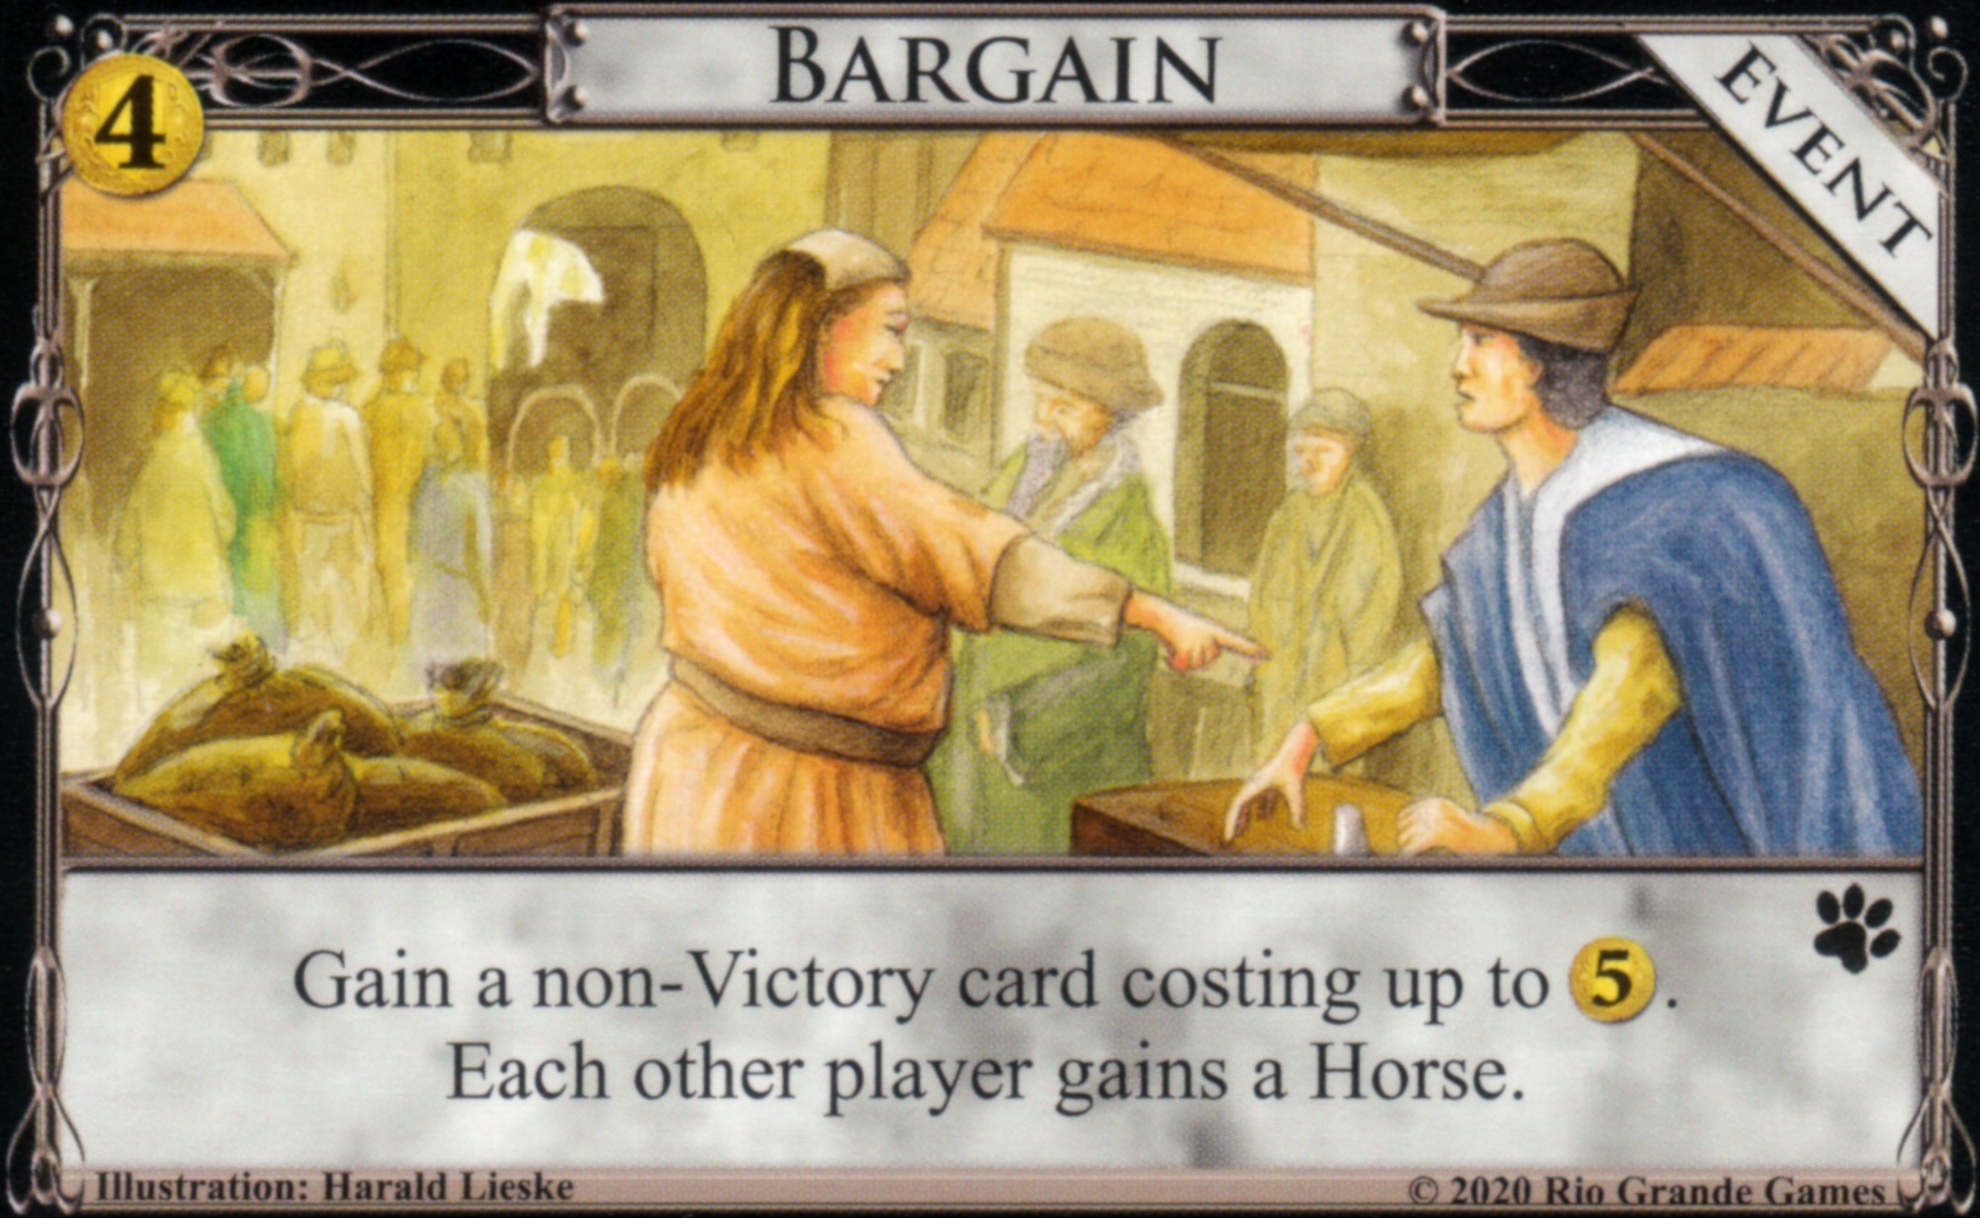 BARGAIN
4
EVENT
Gain a non-Victory card costing up to 5.
Each other player gains a Horse.
Illustration: Harald Lieske
© 2020 Rio Grande Games